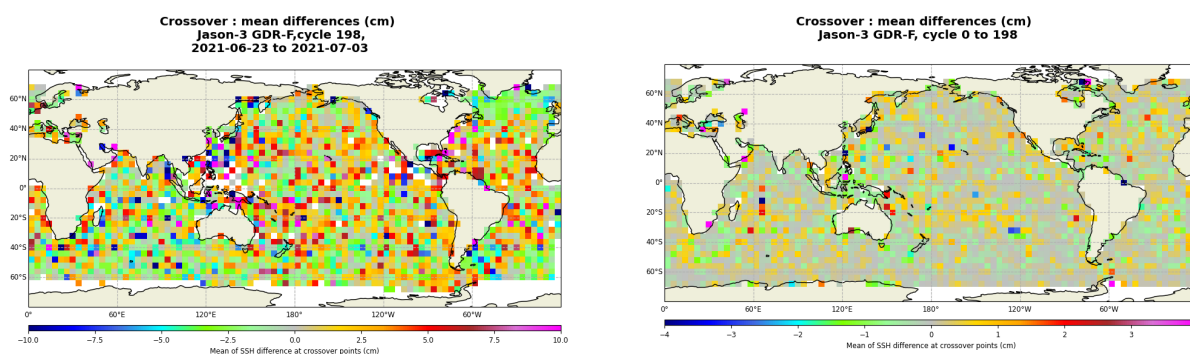 Crossover : mean differences (cm)
Jason-3 GDR-F,cycle 198,
2021-06-23 to 2021-07-03
60°N
40°N
20°N
0°
20°S
40°S
60°S
0° 60°E 120°E 180° 120°W 60°W
−10.0 −7.5 −5.0 −2.5 0.0 2.5 5.0 7.5 10.0
Mean of SSH difference at crossover points (cm)
Crossover : mean differences (cm)
Jason-3 GDR-F, cycle 0 to 198
60°N
40°N
20°N
0°
20°S
40°S
60°S
0° 60°E 120°E 180° 120°W 60°W
−4 −3 −2 −1 0 1 2 3
Mean of SSH difference at crossover points (cm)